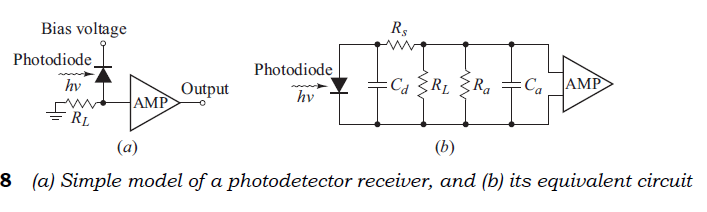 Bias voltage
Photodiode
hν
R_L
AMP
Output
(a)
Photodiode
hν
R_s
C_d
R_L
R_a
C_a
AMP
(b)
8 (a) Simple model of a photodetector receiver, and (b) its equivalent circuit